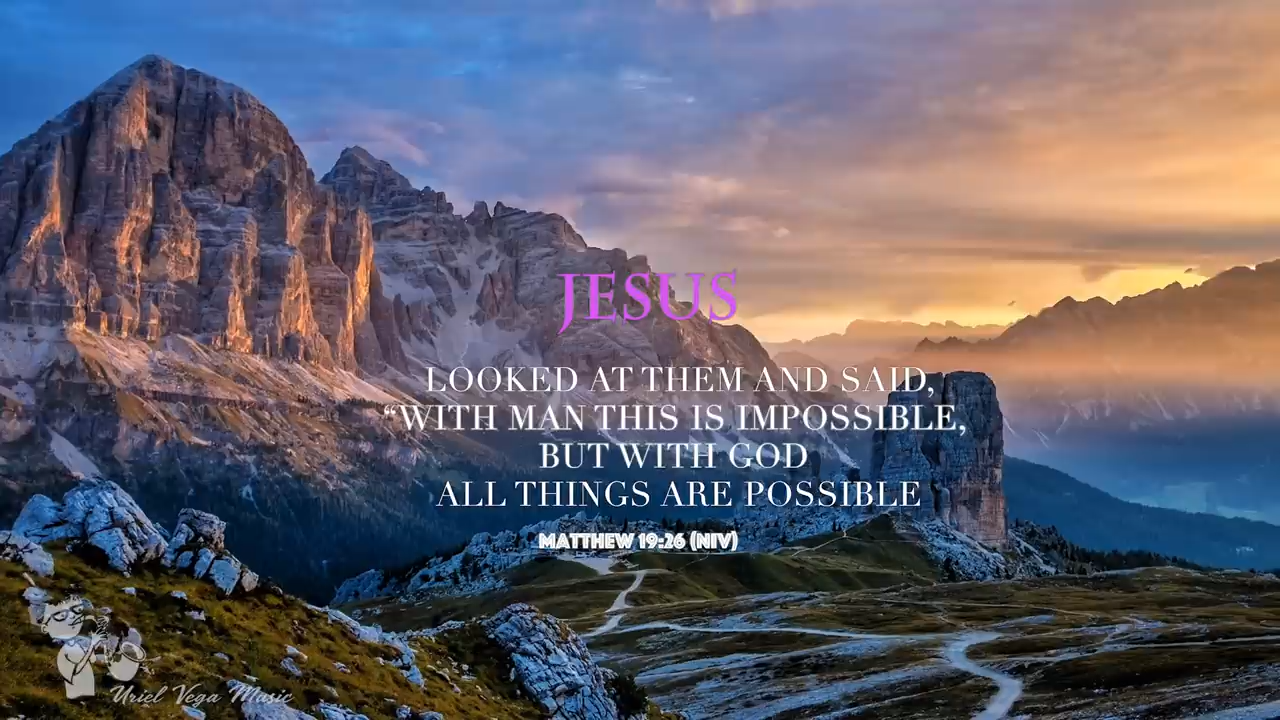 JESUS
LOOKED AT THEM AND SAID,
“WITH MAN THIS IS IMPOSSIBLE,
BUT WITH GOD
ALL THINGS ARE POSSIBLE
MATTHEW 19:26 (NIV)
Uriel Vega Music